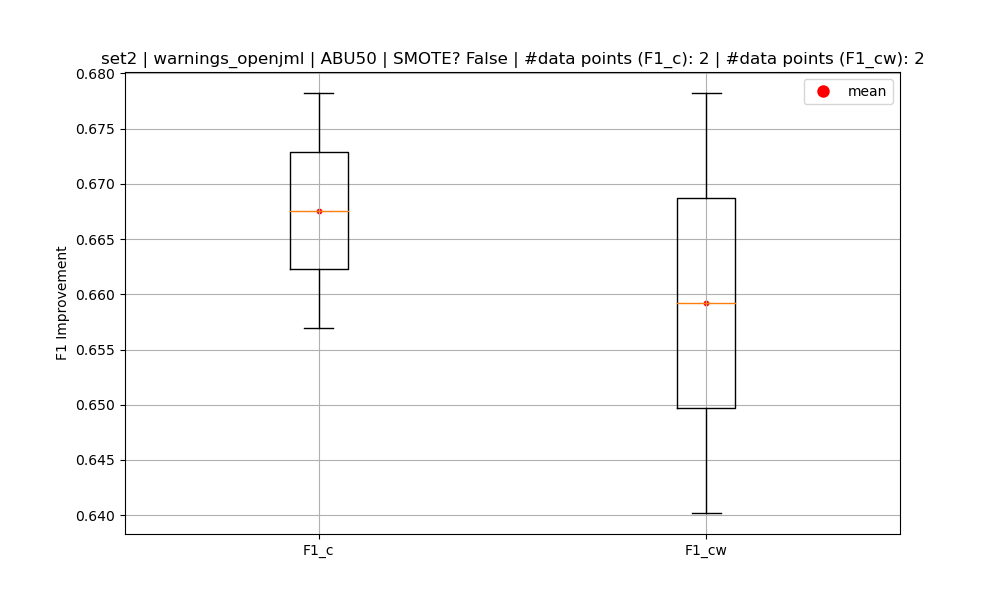 set2 | warnings_openjml | ABU50 | SMOTE? False | #data points (F1_c): 2 | #data points (F1_cw): 2
mean
F1 Improvement
0.680
0.675
0.670
0.665
0.660
0.655
0.650
0.645
0.640
F1_c
F1_cw